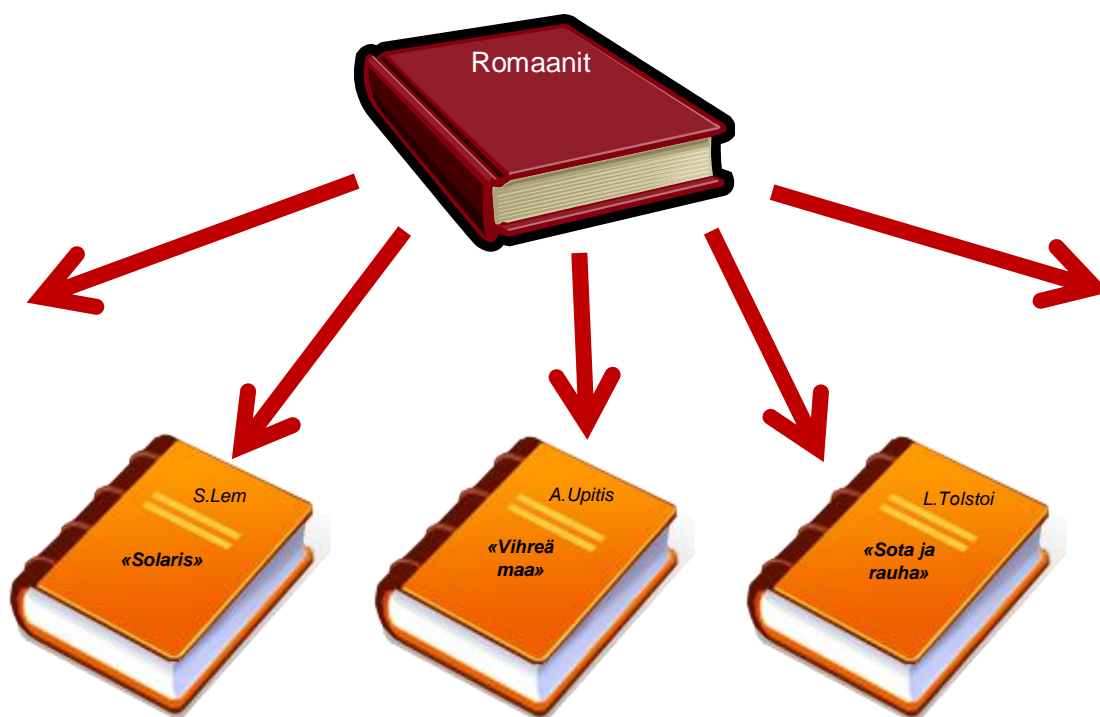 Romaanit
S.Lem
«Solaris»
A.Upitis
«Vihreä
maa»
L.Tolstoi
«Sota ja
rauha»